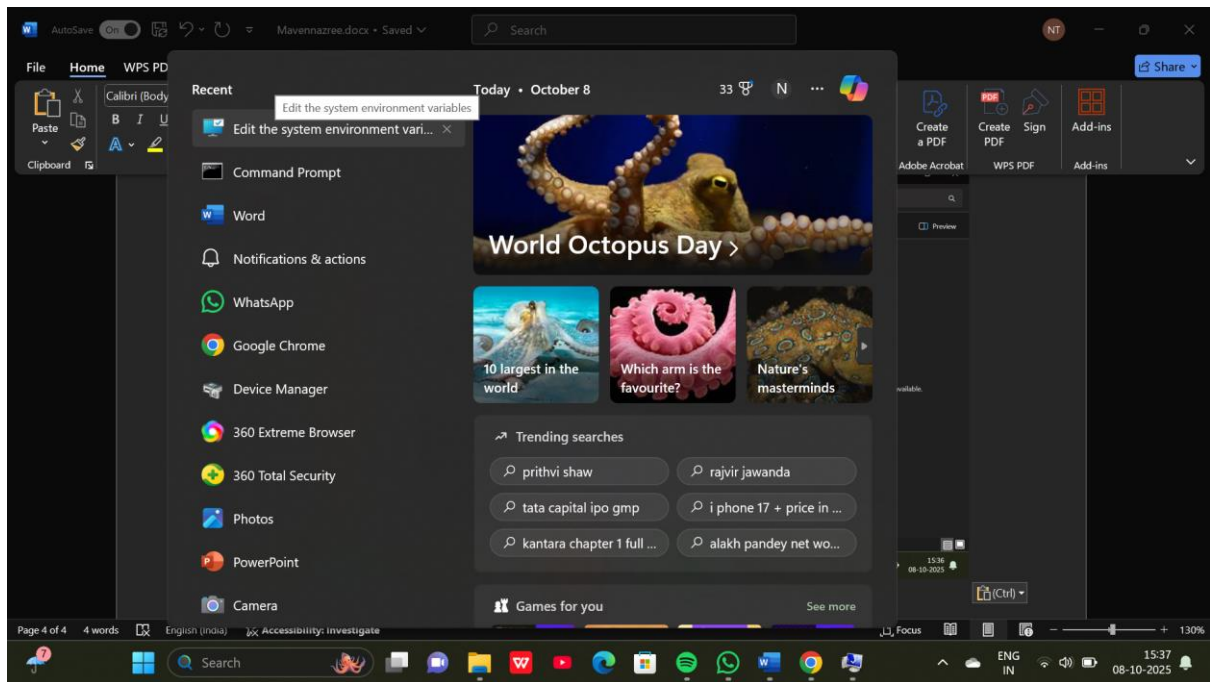 AutoSave On Mavennazree.docx • Saved Search NT
File Home WPS PD Share
Paste
Clipboard
Calibri (Body
B I U
A
Create a PDF
Adobe Acrobat
Create PDF
Sign
WPS PDF
Add-ins
Add-ins
Recent
Edit the system environment variables
Edit the system environment vari...
Command Prompt
Word
Notifications & actions
WhatsApp
Google Chrome
Device Manager
360 Extreme Browser
360 Total Security
Photos
PowerPoint
Camera
Today • October 8 33 N ...
World Octopus Day >
10 largest in the
world
Which arm is the
favourite?
Nature's
masterminds
Trending searches
prithvi shaw rajvir jawanda
tata capital ipo gmp i phone 17 + price in ...
kantara chapter 1 full ... alakh pandey net wo...
Games for you See more
Preview
available.
15:36
08-10-2025
(Ctrl)
Page 4 of 4 4 words English (India) Accessibility: Investigate Focus 130%
7 Search ENG IN 15:37
08-10-2025